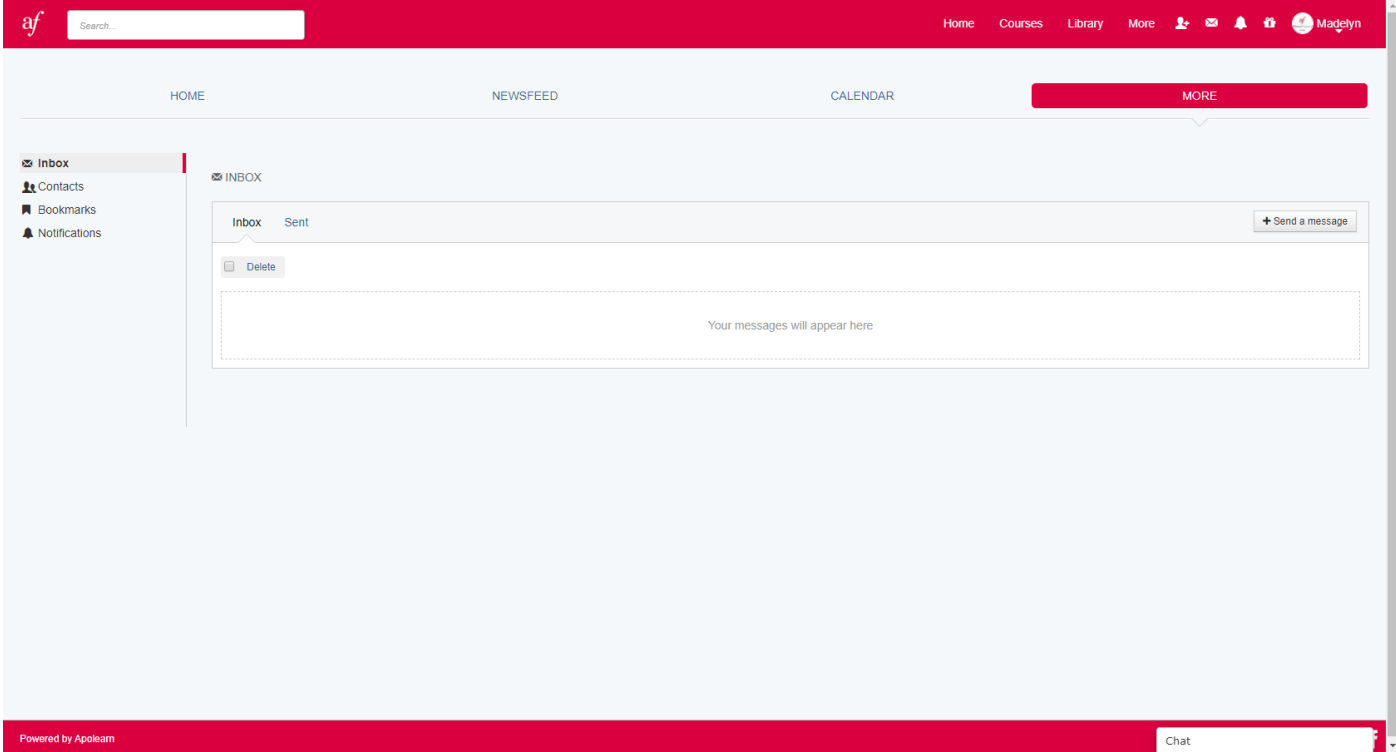 af Search... Home Courses Library More Madelyn
HOME NEWSFEED CALENDAR MORE
Inbox
Contacts
Bookmarks
Notifications
INBOX
Inbox Sent + Send a message
Delete
Your messages will appear here
Powered by Apolearn Chat